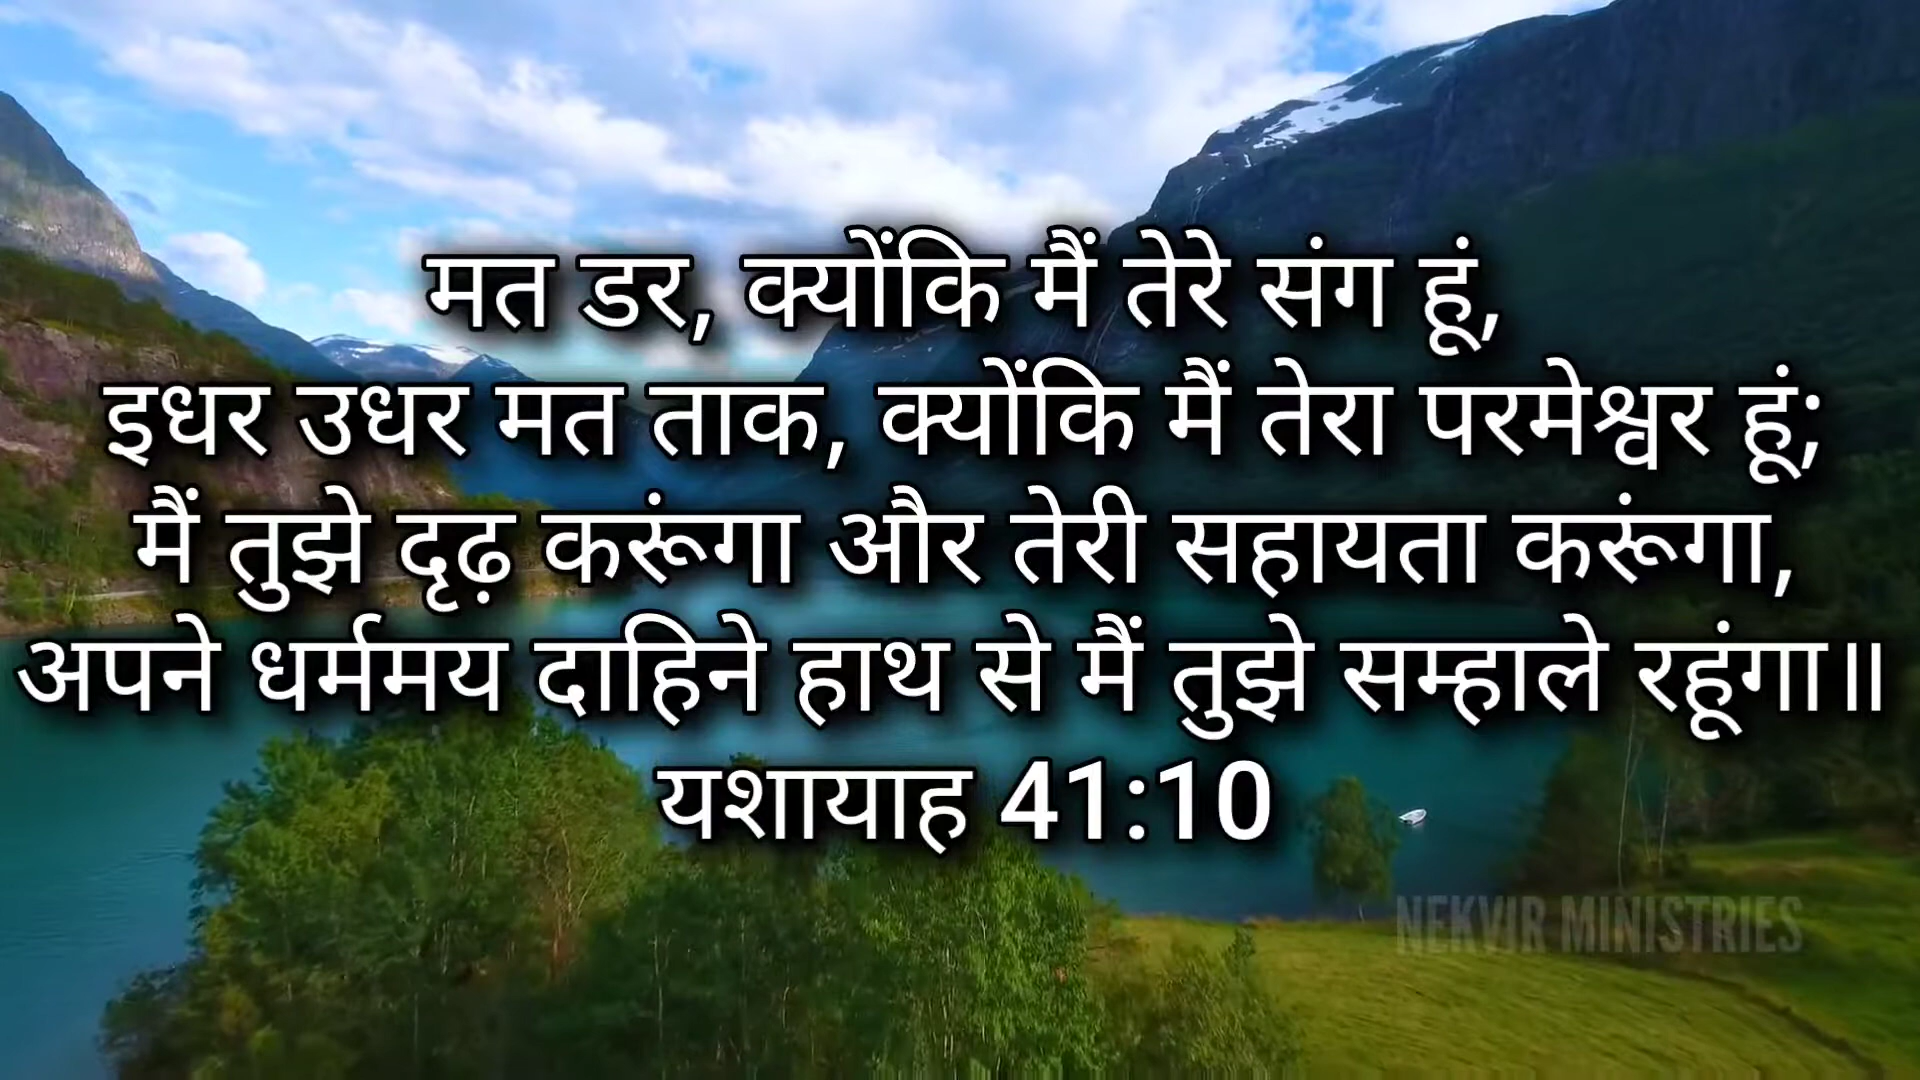 मत डर, क्योंकि मैं तेरे संग हूं,
इधर उधर मत ताक, क्योंकि मैं तेरा परमेश्वर हूं;
मैं तुझे दृढ़ करूंगा और तेरी सहायता करूंगा,
अपने धर्ममय दाहिने हाथ से मैं तुझे सम्हाले रहूंगा॥
यशायाह 41:10
NEKVIR MINISTRIES